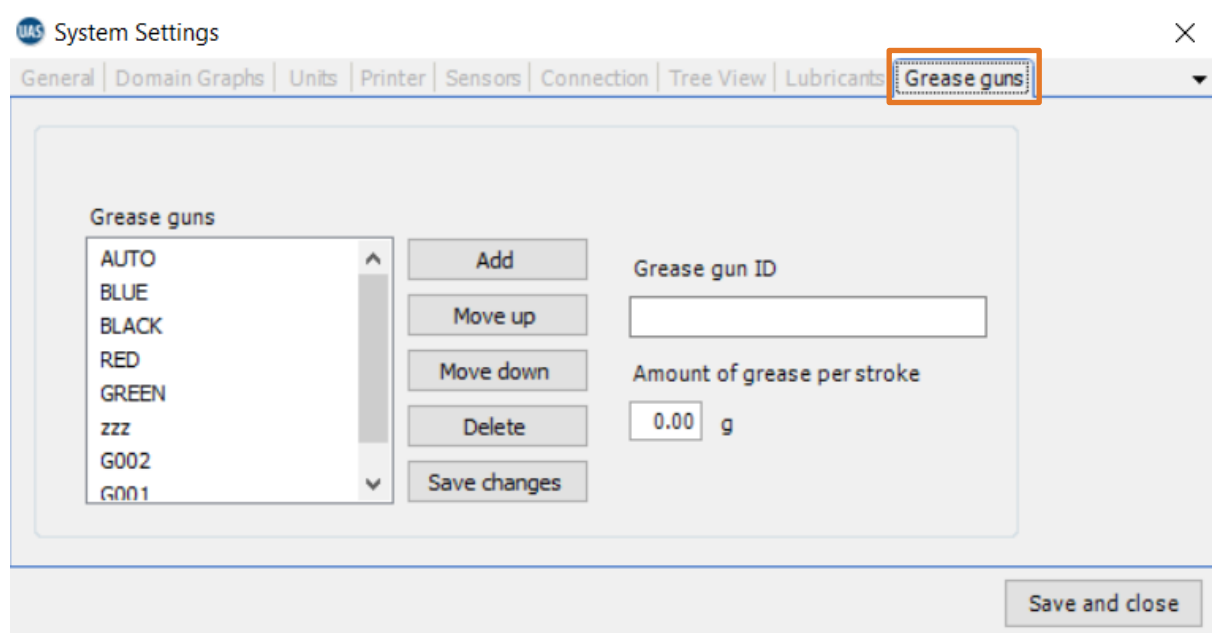 UAS System Settings
General Domain Graphs Units Printer Sensors Connection Tree View Lubricants Grease guns
Grease guns
AUTO
BLUE
BLACK
RED
GREEN
zzz
G002
G001
Add
Move up
Move down
Delete
Save changes
Grease gun ID
Amount of grease per stroke
0.00 g
Save and close